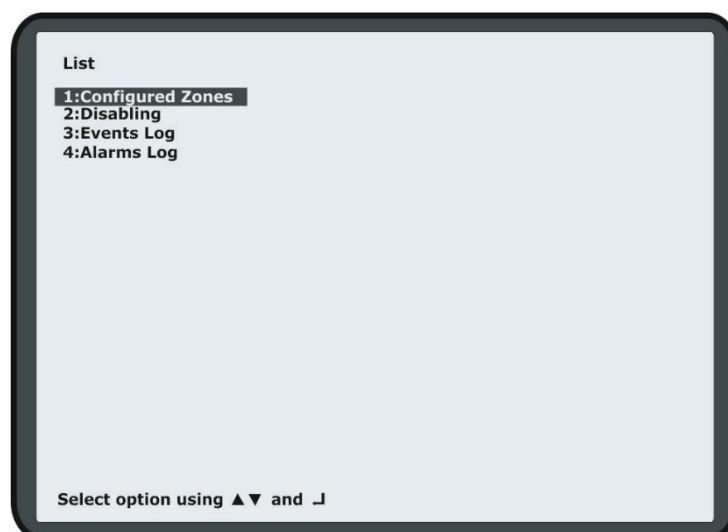 List
1:Configured Zones
2:Disabling
3:Events Log
4:Alarms Log
Select option using ▲▼ and ↵